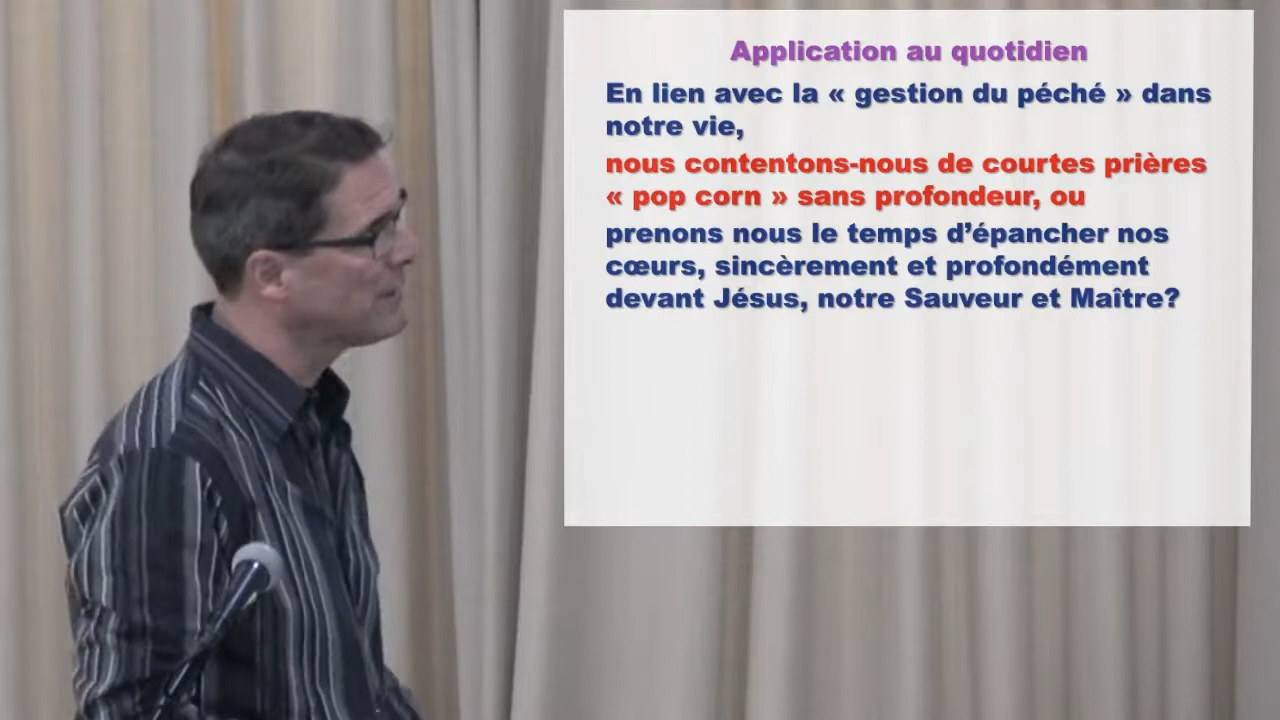 Application au quotidien
En lien avec la « gestion du péché » dans
notre vie,
nous contentons-nous de courtes prières
« pop corn » sans profondeur, ou
prenons nous le temps d’épancher nos
cœurs, sincèrement et profondément
devant Jésus, notre Sauveur et Maître?